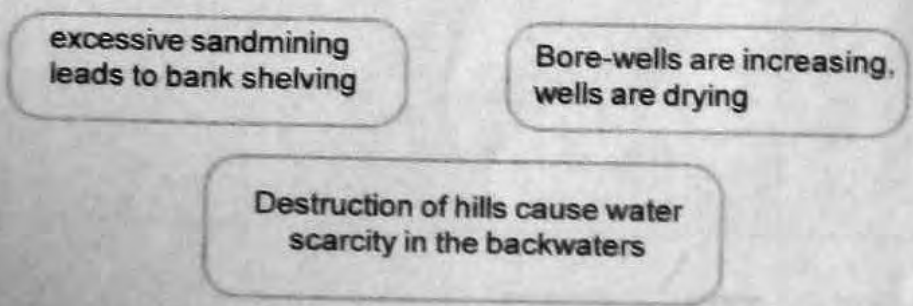 excessive sandmining
leads to bank shelving
Bore-wells are increasing,
wells are drying
Destruction of hills cause water
scarcity in the backwaters